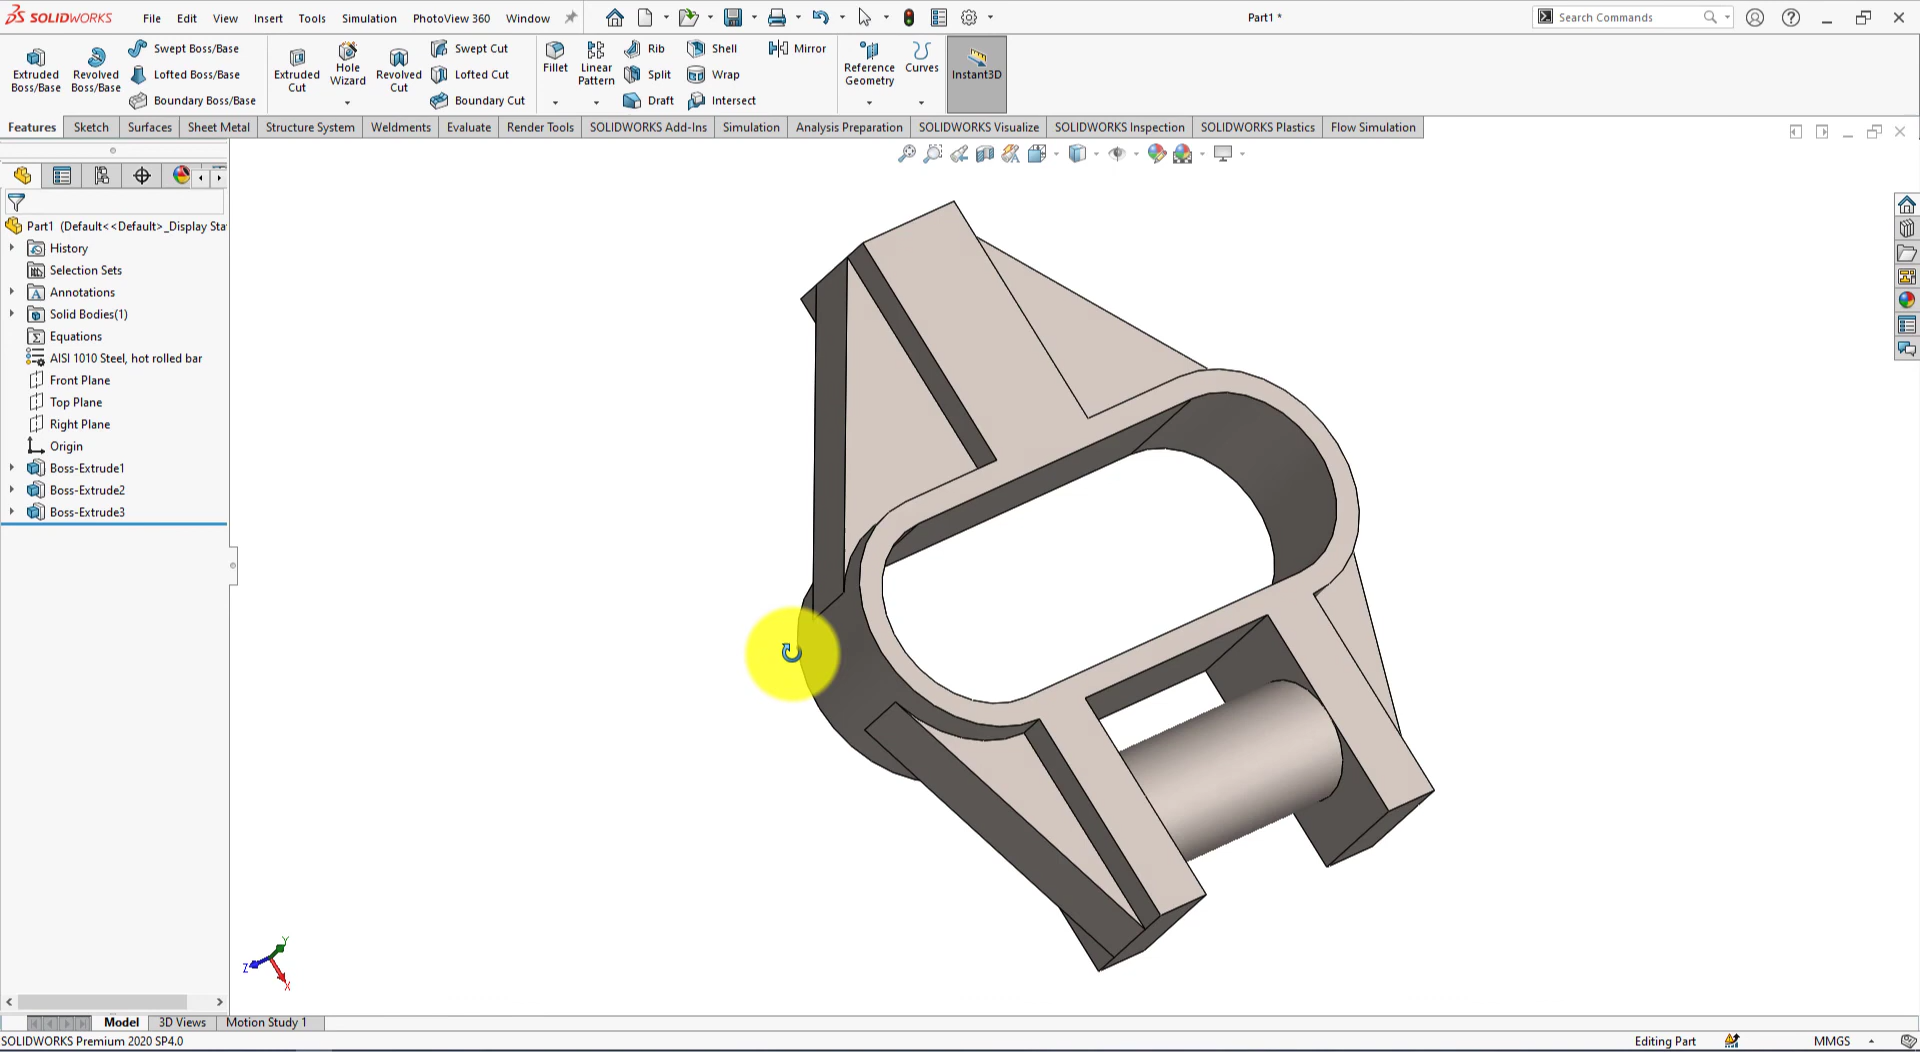 SOLIDWORKS File Edit View Insert Tools Simulation PhotoView 360 Window Part1 * Search Commands
Extruded Boss/Base
Revolved Boss/Base
Swept Boss/Base
Lofted Boss/Base
Boundary Boss/Base
Extruded Cut
Hole Wizard
Revolved Cut
Swept Cut
Lofted Cut
Boundary Cut
Fillet
Linear Pattern
Rib
Split
Draft
Shell
Wrap
Intersect
Mirror
Reference Geometry
Curves
Instant3D
Features Sketch Surfaces Sheet Metal Structure System Weldments Evaluate Render Tools SOLIDWORKS Add-Ins Simulation Analysis Preparation SOLIDWORKS Visualize SOLIDWORKS Inspection SOLIDWORKS Plastics Flow Simulation
Part1 (Default<<Default>_Display Sta
History
Selection Sets
Annotations
Solid Bodies(1)
Equations
AISI 1010 Steel, hot rolled bar
Front Plane
Top Plane
Right Plane
Origin
Boss-Extrude1
Boss-Extrude2
Boss-Extrude3
Y
Z
X
Model 3D Views Motion Study 1
SOLIDWORKS Premium 2020 SP4.0 Editing Part MMGS